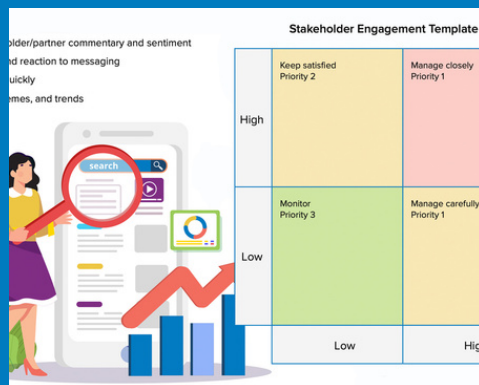 Stakeholder Engagement Template
older/partner commentary and sentiment
nd reaction to messaging
uickly
emes, and trends
search
High
Keep satisfied
Priority 2
Manage closely
Priority 1
Low
Monitor
Priority 3
Manage carefully
Priority 1
Low
Hig